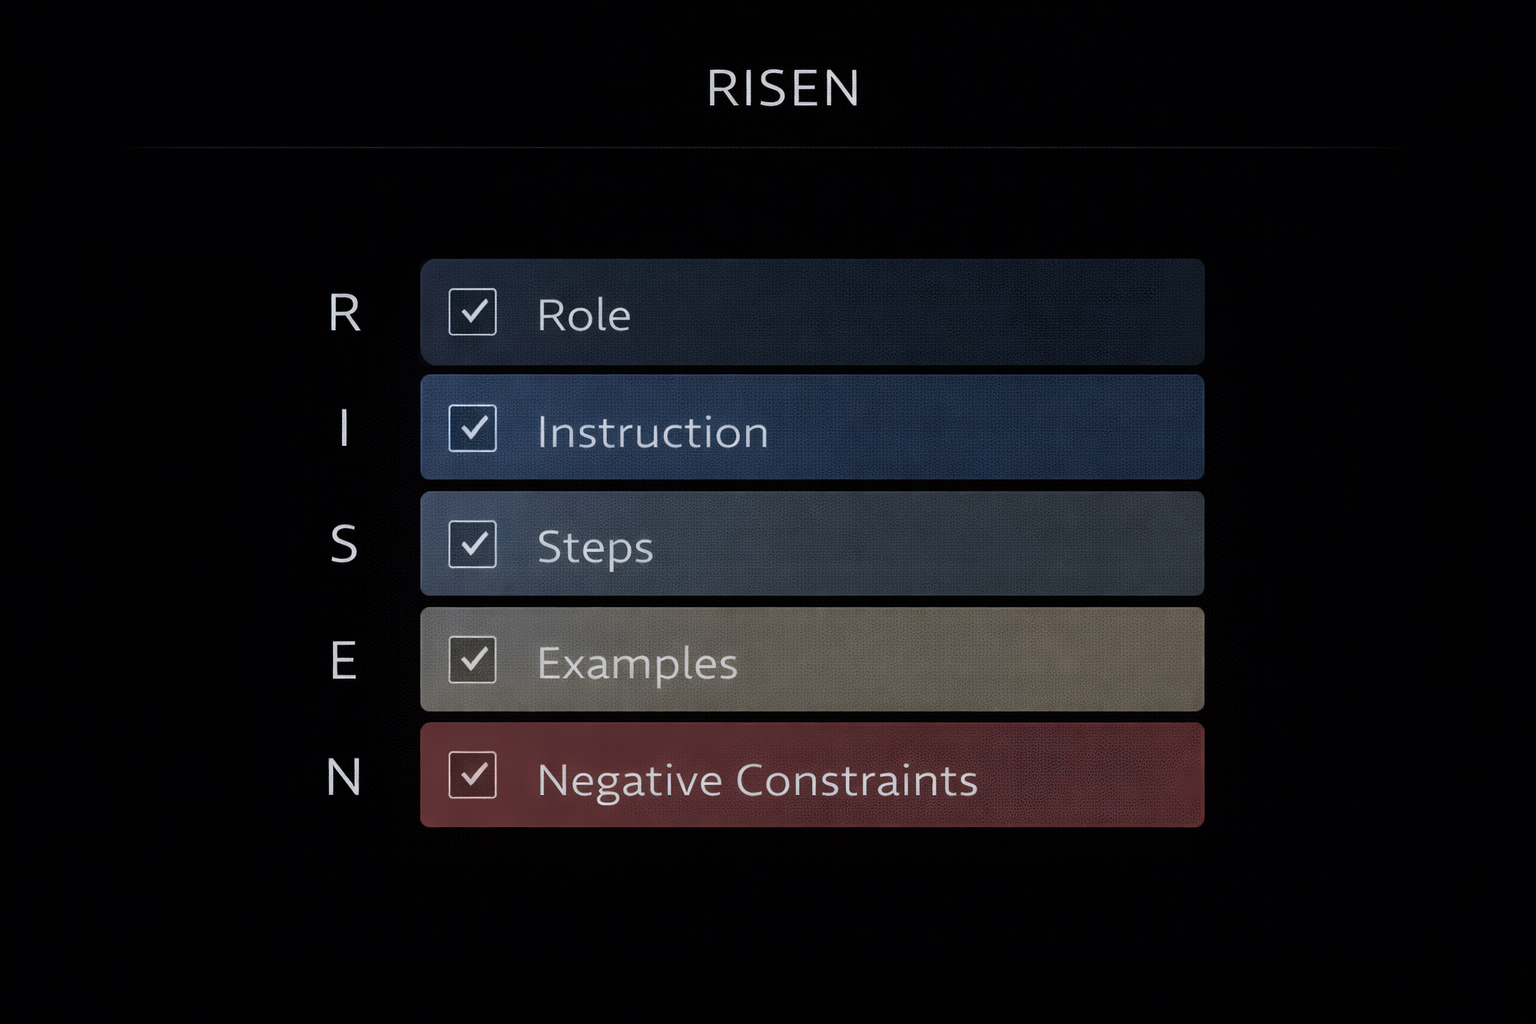 RISEN
R Role
I Instruction
S Steps
E Examples
N Negative Constraints